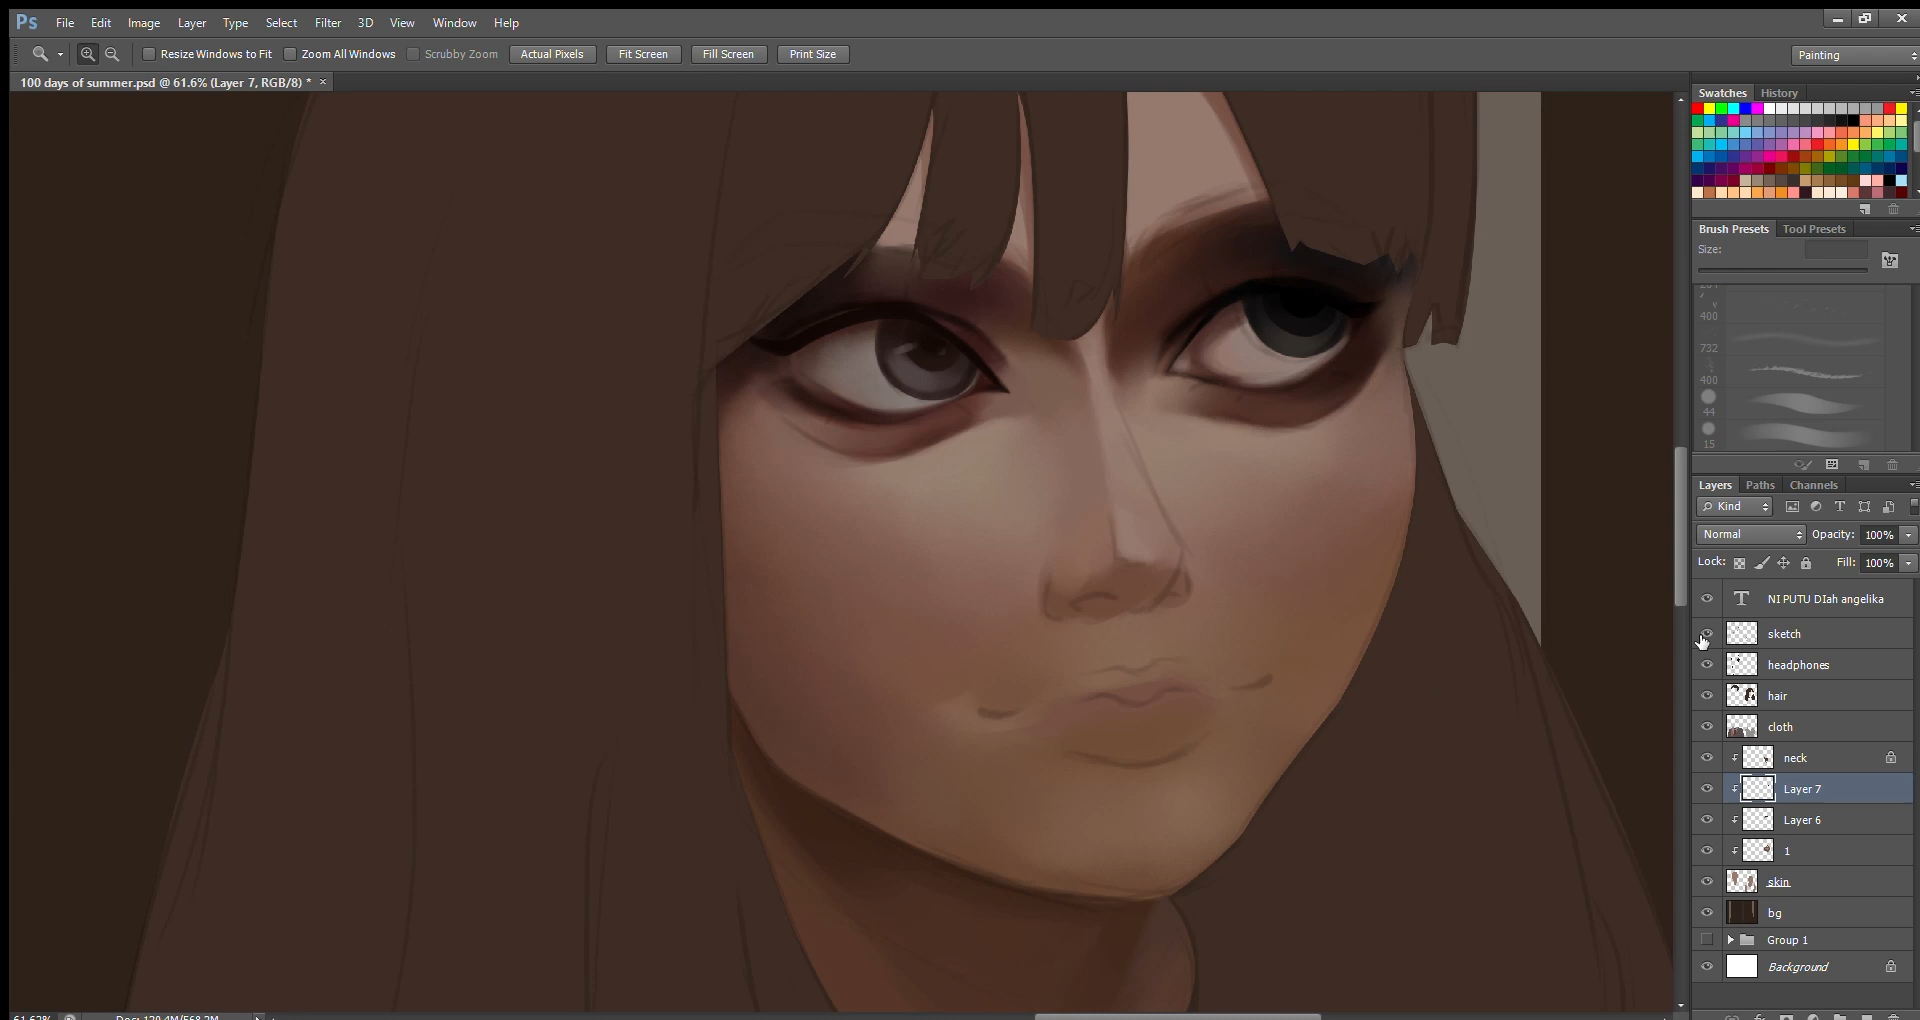 Ps File Edit Image Layer Type Select Filter 3D View Window Help
Resize Windows to Fit Zoom All Windows Scrubby Zoom Actual Pixels Fit Screen Fill Screen Print Size Painting
100 days of summer.psd @ 61.6% (Layer 7, RGB/8) * ×
Swatches History
Brush Presets Tool Presets
Size:
400
732
400
44
15
Layers Paths Channels
Kind
Normal Opacity: 100%
Lock: Fill: 100%
T NI PUTU DIah angelika
sketch
headphones
hair
cloth
neck
Layer 7
Layer 6
1
skin
bg
Group 1
Background